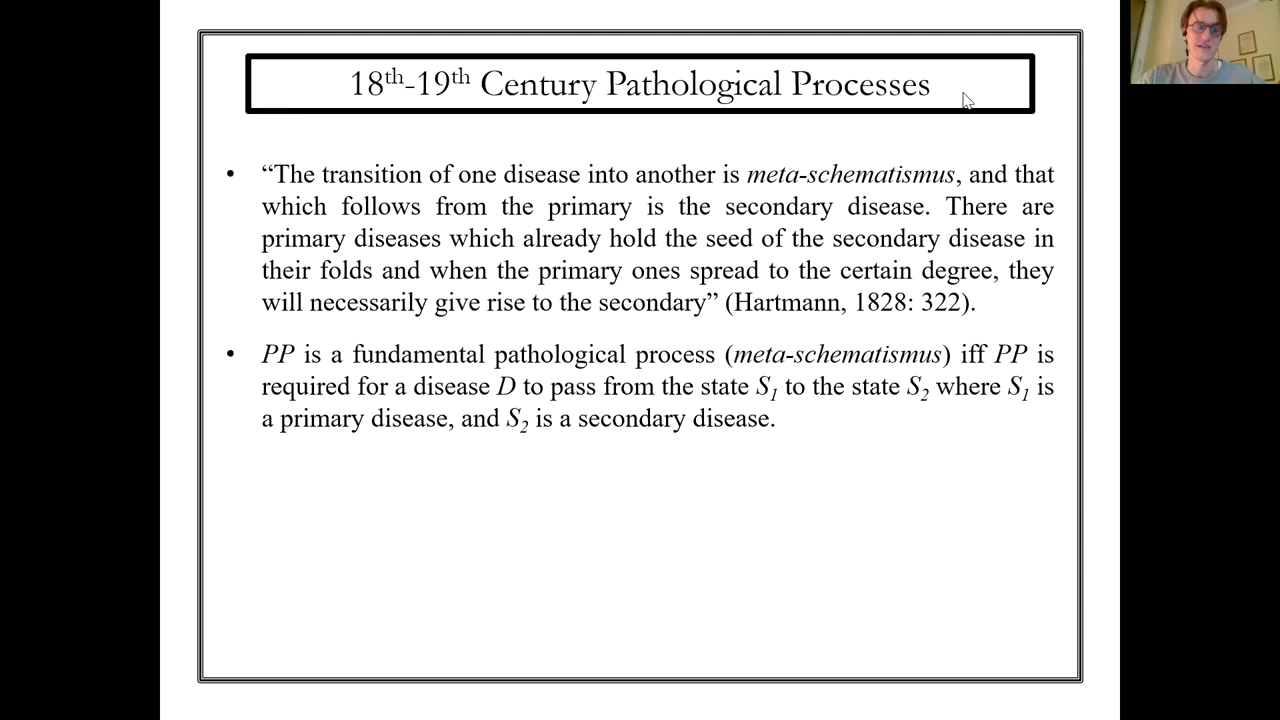 18th-19th Century Pathological Processes
• “The transition of one disease into another is meta-schematismus, and that
which follows from the primary is the secondary disease. There are
primary diseases which already hold the seed of the secondary disease in
their folds and when the primary ones spread to the certain degree, they
will necessarily give rise to the secondary” (Hartmann, 1828: 322).
• PP is a fundamental pathological process (meta-schematismus) iff PP is
required for a disease D to pass from the state S1 to the state S2 where S1 is
a primary disease, and S2 is a secondary disease.